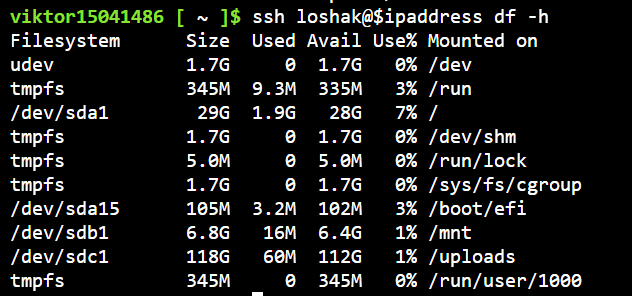 viktor15041486 [ ~ ]$ ssh loshak@$ipaddress df -h
Filesystem      Size  Used Avail Use% Mounted on
udev            1.7G     0  1.7G   0% /dev
tmpfs           345M  9.3M  335M   3% /run
/dev/sda1        29G  1.9G   28G   7% /
tmpfs           1.7G     0  1.7G   0% /dev/shm
tmpfs           5.0M     0  5.0M   0% /run/lock
tmpfs           1.7G     0  1.7G   0% /sys/fs/cgroup
/dev/sda15      105M  3.2M  102M   3% /boot/efi
/dev/sdb1       6.8G   16M  6.4G   1% /mnt
/dev/sdc1       118G   60M  112G   1% /uploads
tmpfs           345M     0  345M   0% /run/user/1000